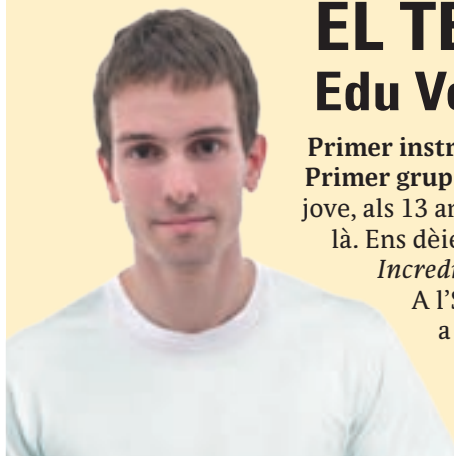 EL TE
Edu Ve
Primer instr
Primer grup
jove, als 13 an
là. Ens dèie
Incredi
A l'S
a